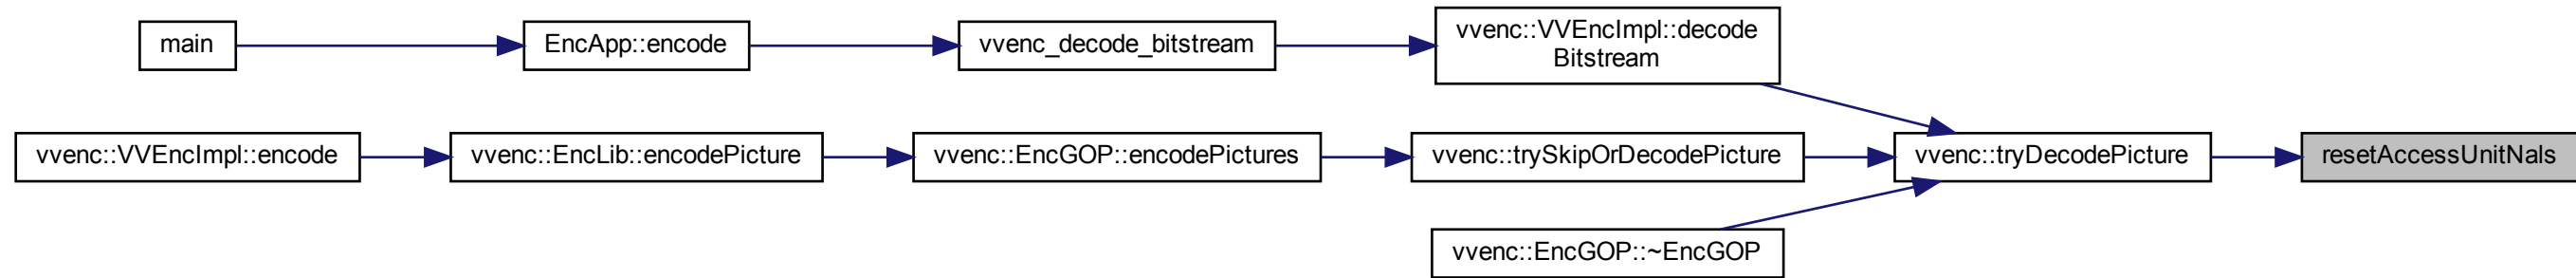 main
EncApp::encode
vvenc_decode_bitstream
vvenc::VVEncImpl::decode
Bitstream
vvenc::VVEncImpl::encode
vvenc::EncLib::encodePicture
vvenc::EncGOP::encodePictures
vvenc::trySkipOrDecodePicture
vvenc::tryDecodePicture
resetAccessUnitNals
vvenc::EncGOP::~EncGOP